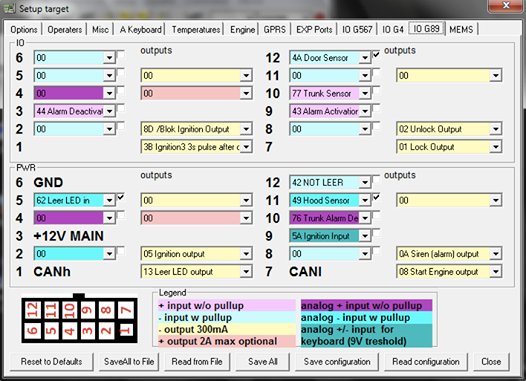 Setup target
Options Operaters Misc A Keyboard Temperatures Engine GPRS EXP Ports IO G567 IO G4 IO G89 MEMS
IO
outputs outputs
6 00 12 4A Door Sensor
5 00 00 11 00 00
4 00 00 10 77 Trunk Sensor
3 44 Alarm Deactival 9 43 Alarm Activation
2 00 8D /Blok Ignition Output 8 00 02 Unlock Output
1 3B Ignition3 3s pulse after 7 01 Lock Output
PWR
outputs outputs
6 GND 12 42 NOT LEER
5 62 Leer LED in 00 11 49 Hood Sensor 00
4 00 00 10 76 Trunk Alarm De
3 +12V MAIN 9 5A Ignition Input
2 00 05 Ignition output 8 00 0A Siren (alarm) output
1 CANh 13 Leer LED output 7 CANl 08 Start Engine output
12 11 10 9 8 7
6 5 4 3 2 1
Legend
+ input w/o pullup analog + input w/o pullup
- input w pullup analog - input w pullup
- output 300mA analog +/- input for
+ output 2A max optional keyboard (9V treshold)
Reset to Defaults SaveAll to File Read from File Save All Save configuration Read configuration Close